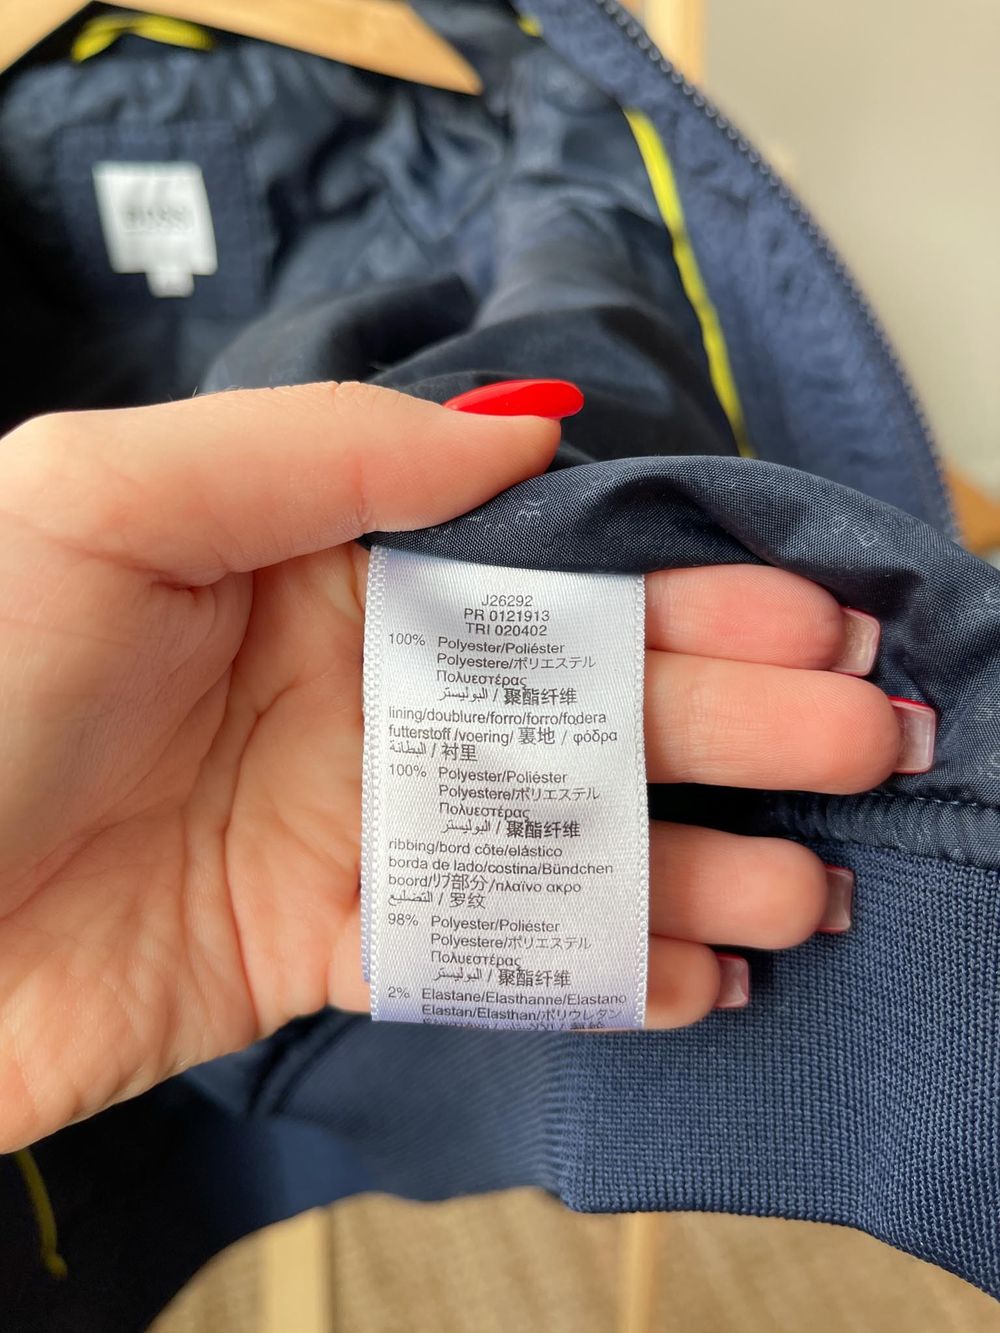 BOSS
J26292
PR 0121913
TRI 020402
100% Polyester/Poliéster
Polyestere/ポリエステル
Πολυεστέρας
البوليستر / 聚酯纤维
lining/doublure/forro/forro/fodera
futterstoff/voering/ 裏地 / φόδρα
البطانة / 衬里
100% Polyester/Poliéster
Polyestere/ポリエステル
Πολυεστέρας
البوليستر / 聚酯纤维
ribbing/bord côte/elástico
borda de lado/costina/Bündchen
boord/リブ部分/πλαϊνο ακρο
التضليع / 罗纹
98% Polyester/Poliéster
Polyestere/ポリエステル
Πολυεστέρας
البوليستر / 聚酯纤维
2% Elastane/Elasthanne/Elastano
Elastan/Elasthan/ポリウレタン